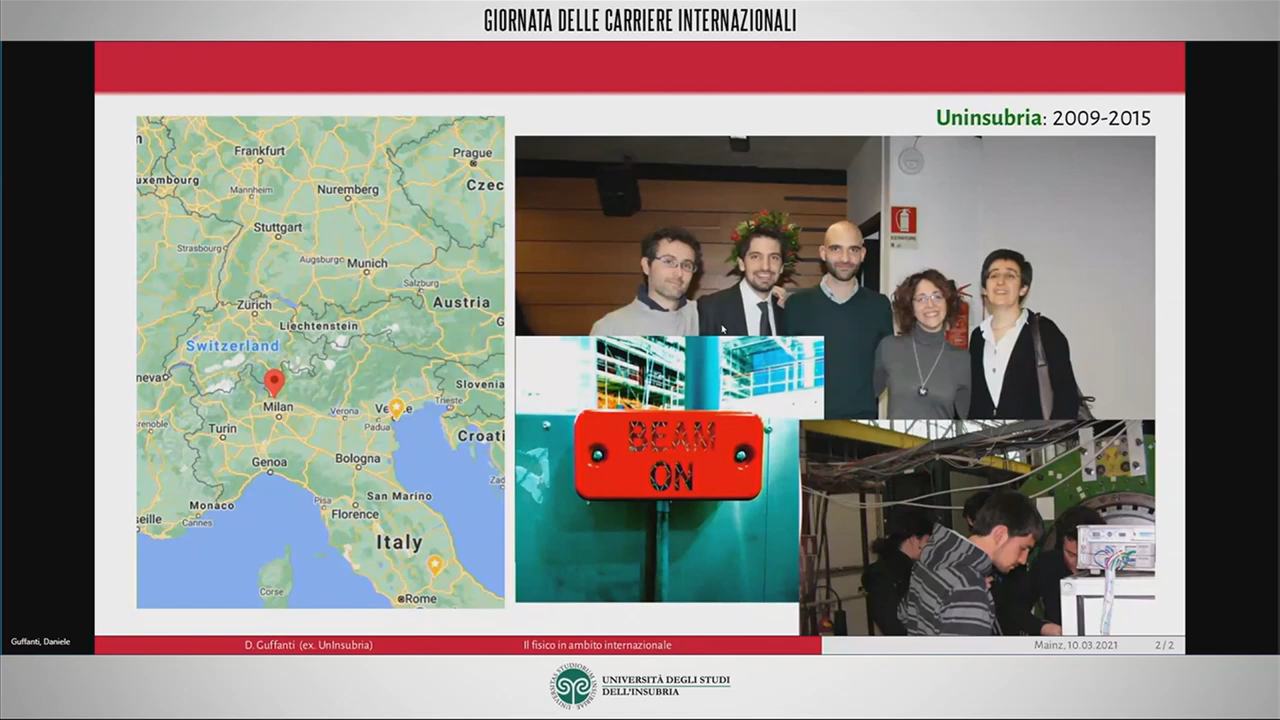 GIORNATA DELLE CARRIERE INTERNAZIONALI
Uninsubria: 2009-2015
Frankfurt
Prague
uxembourg
Mannheim
Nuremberg
Czec
Stuttgart
Strasbourg
Augsburg
Munich
Salzburg
Zürich
Austria
Liechtenstein
Switzerland
neva
Slovenia
Milan
Verona
Ve
Trieste
renoble
Turin
Padua
Croati
Genoa
Bologna
Zad
San Marino
Monaco
Pisa
seille
Cannes
Florence
Italy
Corse
Rome
BEAM
ON
Guffanti, Daniele
D. Guffanti (ex. UnInsubria)
Il fisico in ambito internazionale
Mainz, 10.03.2021
2 / 2
UNIVERSITÀ DEGLI STUDI
DELL'INSUBRIA